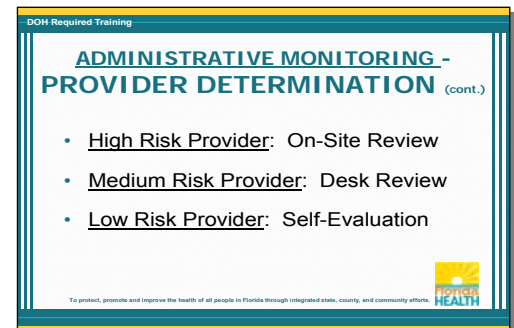 DOH Required Training
ADMINISTRATIVE MONITORING -
PROVIDER DETERMINATION (cont.)
• High Risk Provider: On-Site Review
• Medium Risk Provider: Desk Review
• Low Risk Provider: Self-Evaluation
To protect, promote and improve the health of all people in Florida through integrated state, county, and community efforts.
Florida
HEALTH